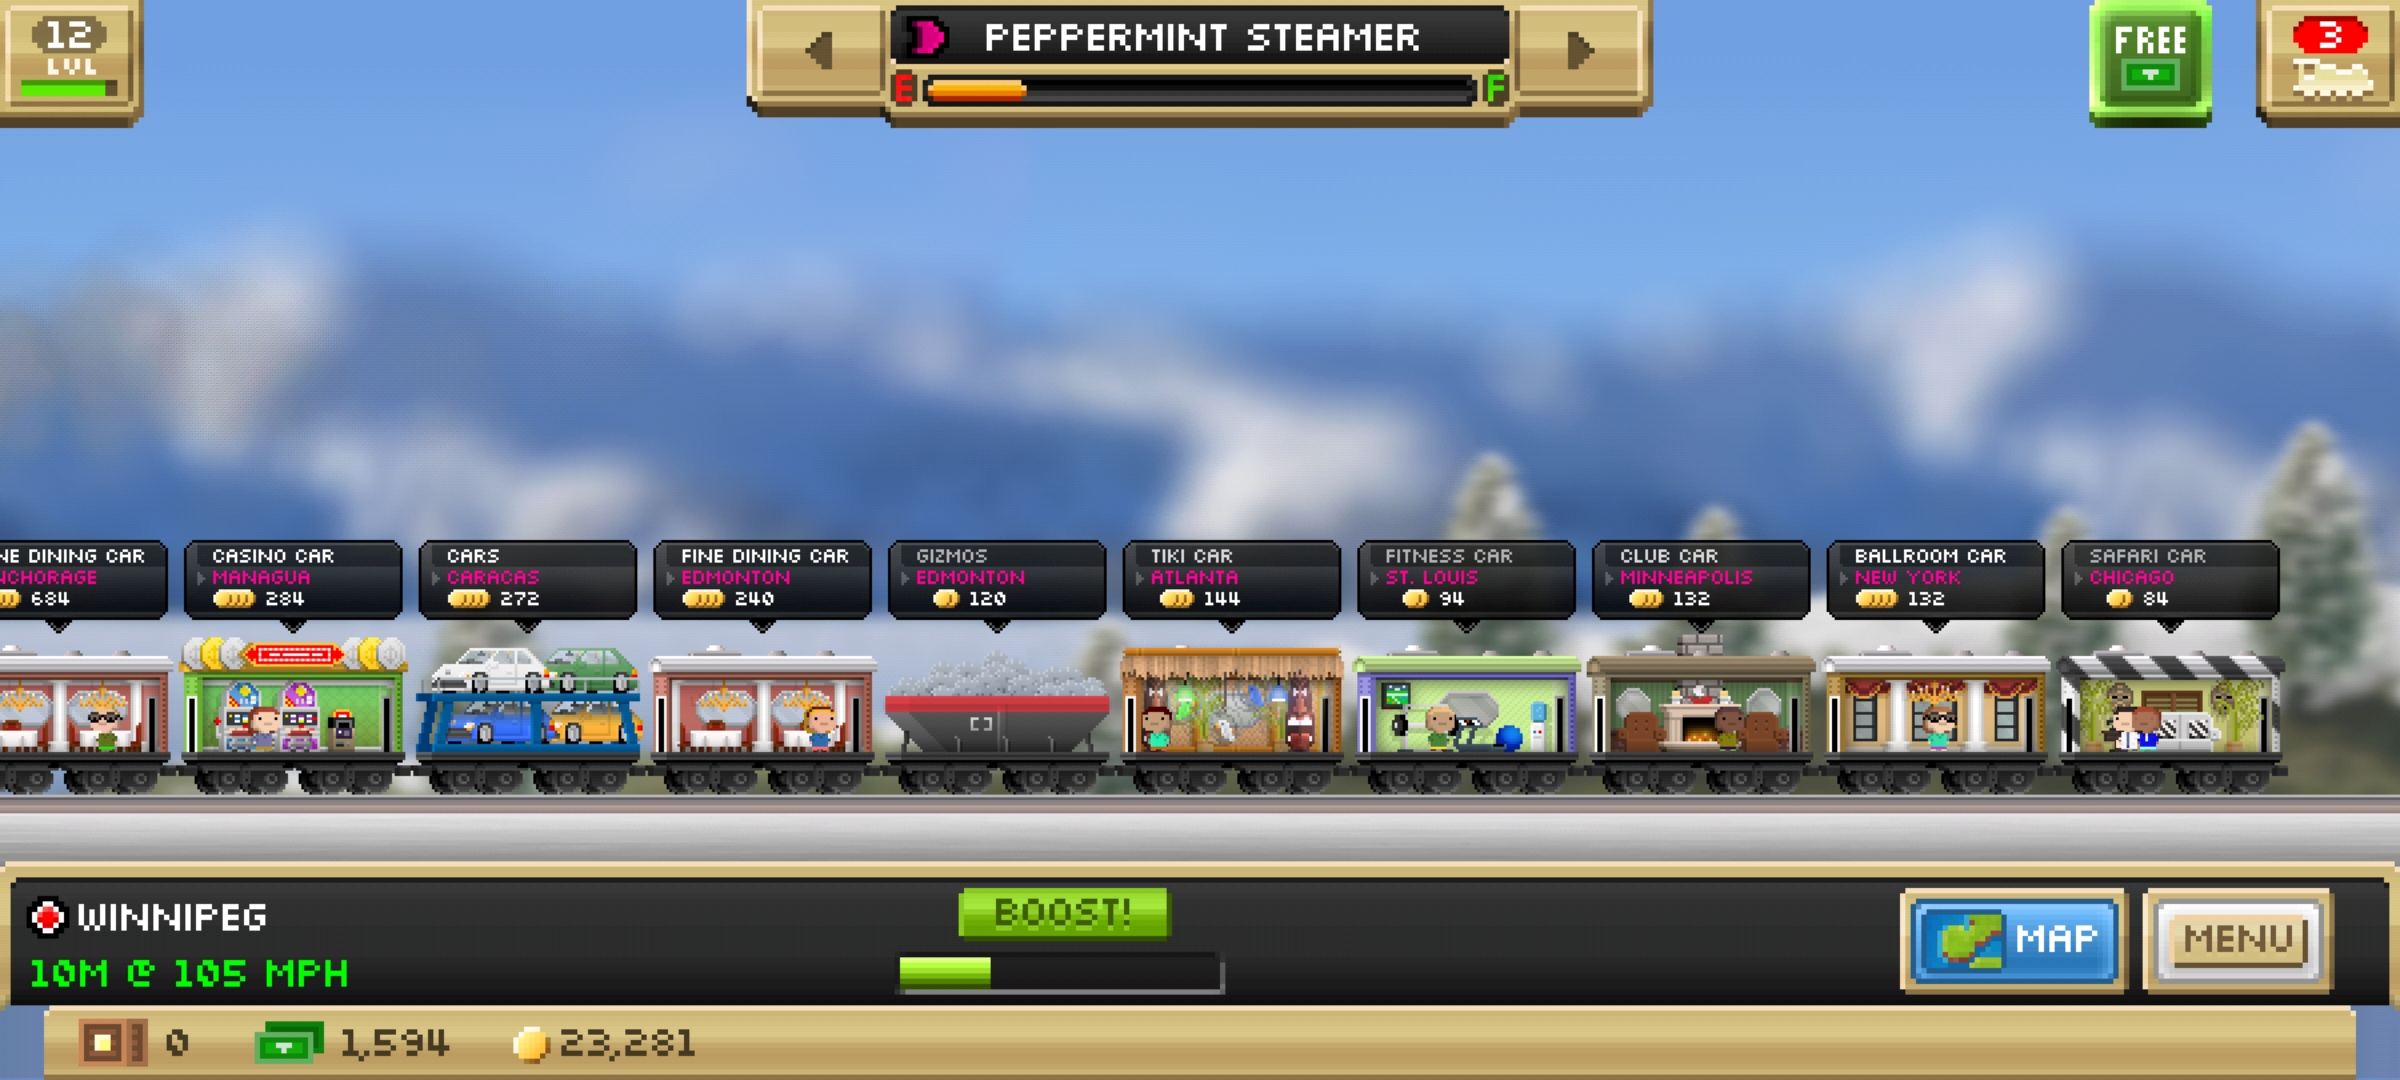 12
LVL
PEPPERMINT STEAMER
E
F
FREE
3
NE DINING CAR
NCHORAGE
684
CASINO CAR
MANAGUA
284
CARS
CARACAS
272
FINE DINING CAR
EDMONTON
240
GIZMOS
EDMONTON
120
TIKI CAR
ATLANTA
144
FITNESS CAR
ST. LOUIS
94
CLUB CAR
MINNEAPOLIS
132
BALLROOM CAR
NEW YORK
132
SAFARI CAR
CHICAGO
84
WINNIPEG
10M @ 105 MPH
BOOST!
MAP
MENU
0
1,594
23,281